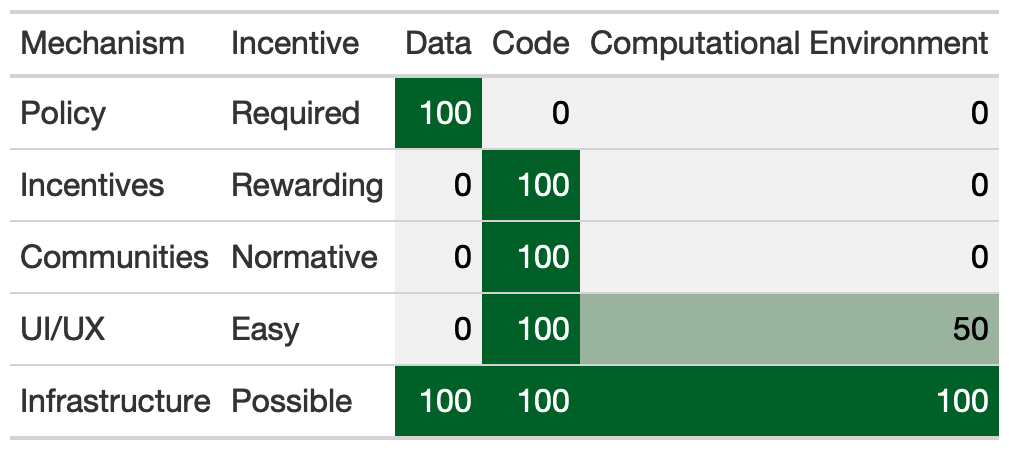 Mechanism Incentive Data Code Computational Environment
Policy Required 100 0 0
Incentives Rewarding 0 100 0
Communities Normative 0 100 0
UI/UX Easy 0 100 50
Infrastructure Possible 100 100 100